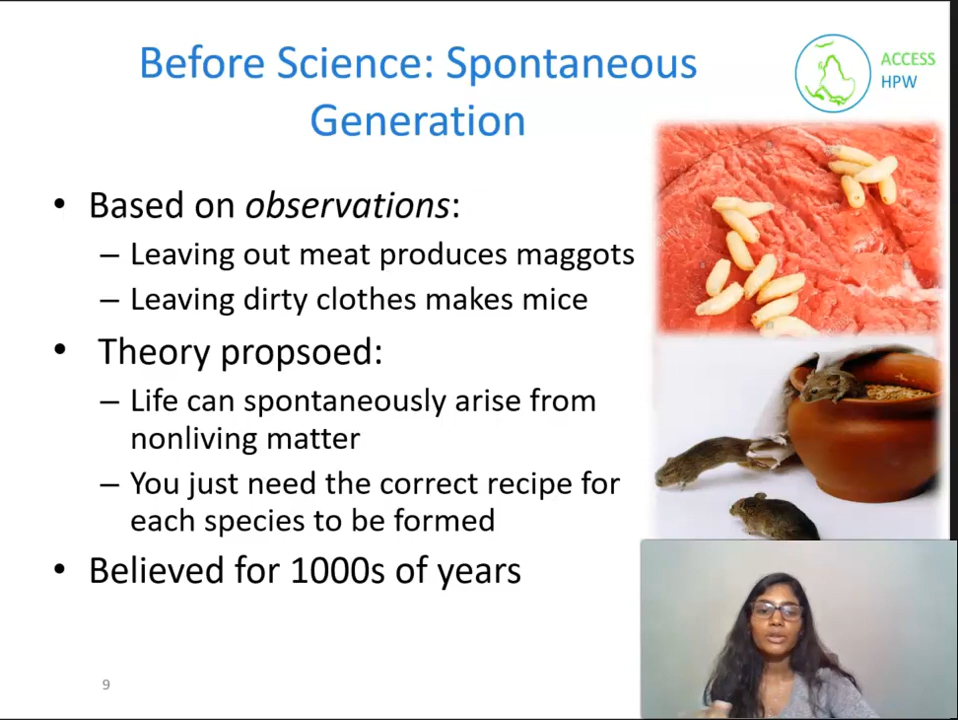 Before Science: Spontaneous
Generation
ACCESS
HPW
• Based on observations:
– Leaving out meat produces maggots
– Leaving dirty clothes makes mice
• Theory propsoed:
– Life can spontaneously arise from
nonliving matter
– You just need the correct recipe for
each species to be formed
• Believed for 1000s of years
9